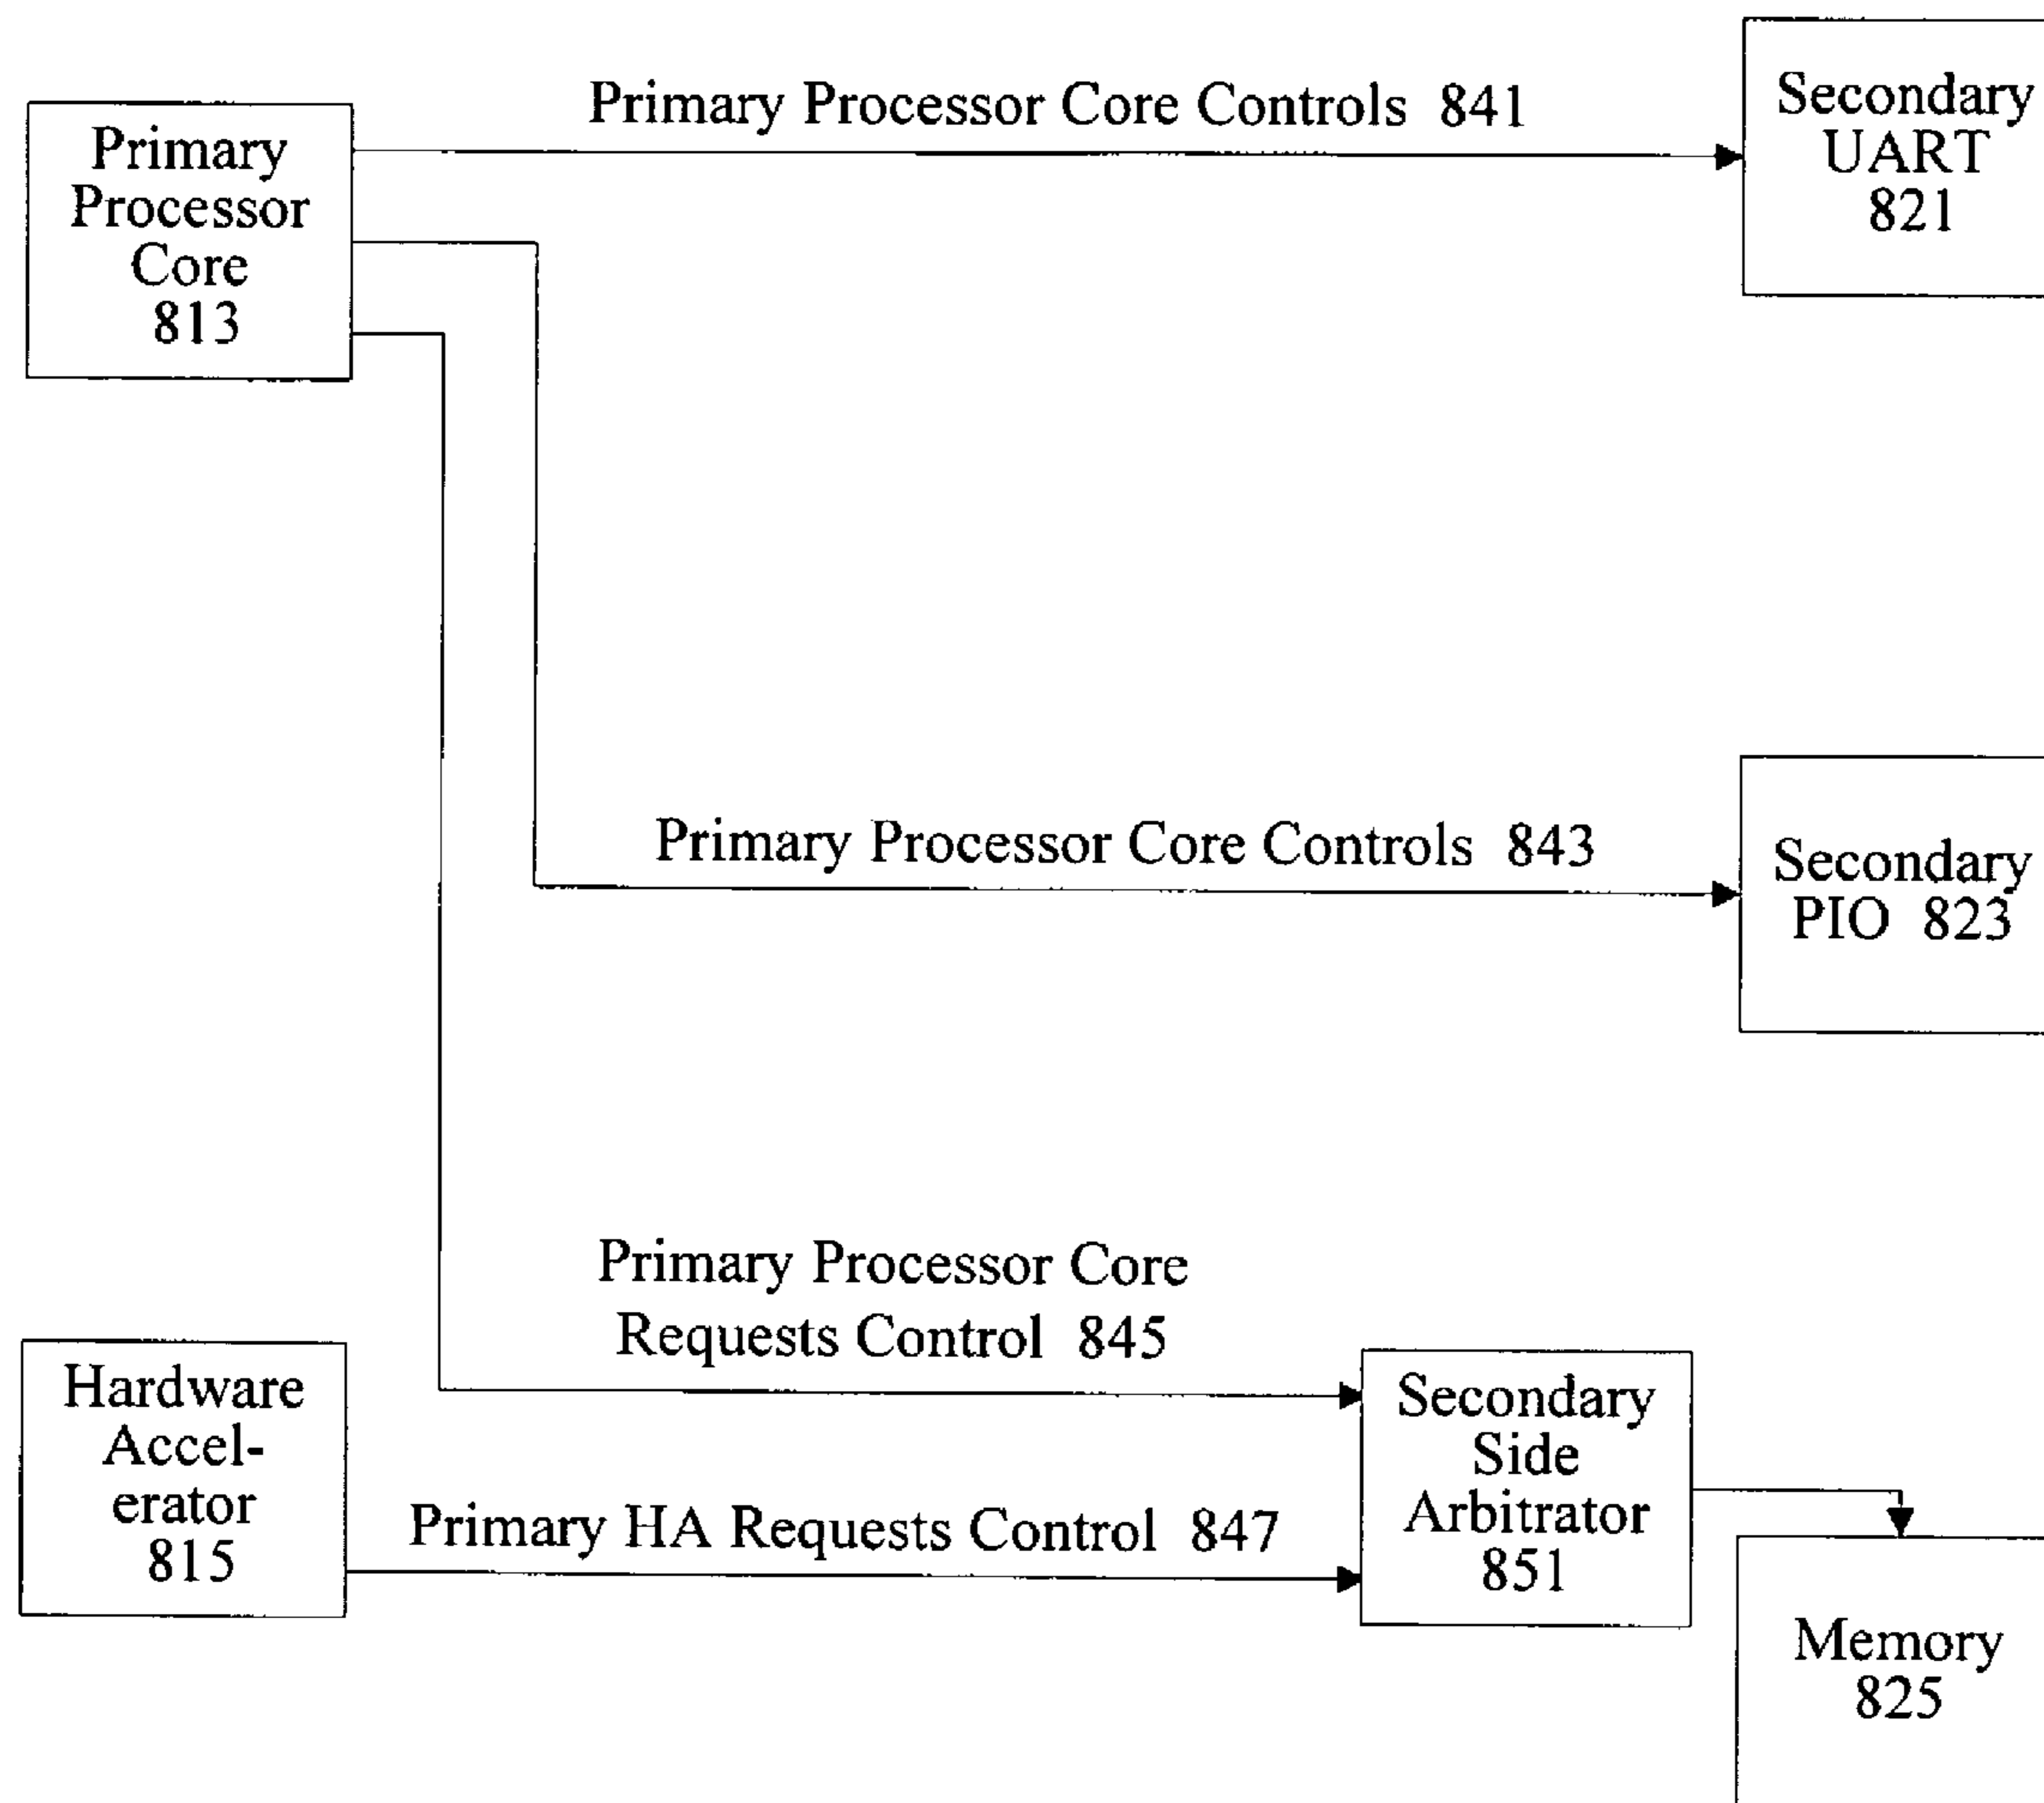 Primary
Processor
Core
813
Primary Processor Core Controls 841
Secondary
UART
821
Primary Processor Core Controls 843
Secondary
PIO 823
Primary Processor Core
Requests Control 845
Hardware
Accel-
erator
815
Primary HA Requests Control 847
Secondary
Side
Arbitrator
851
Memory
825